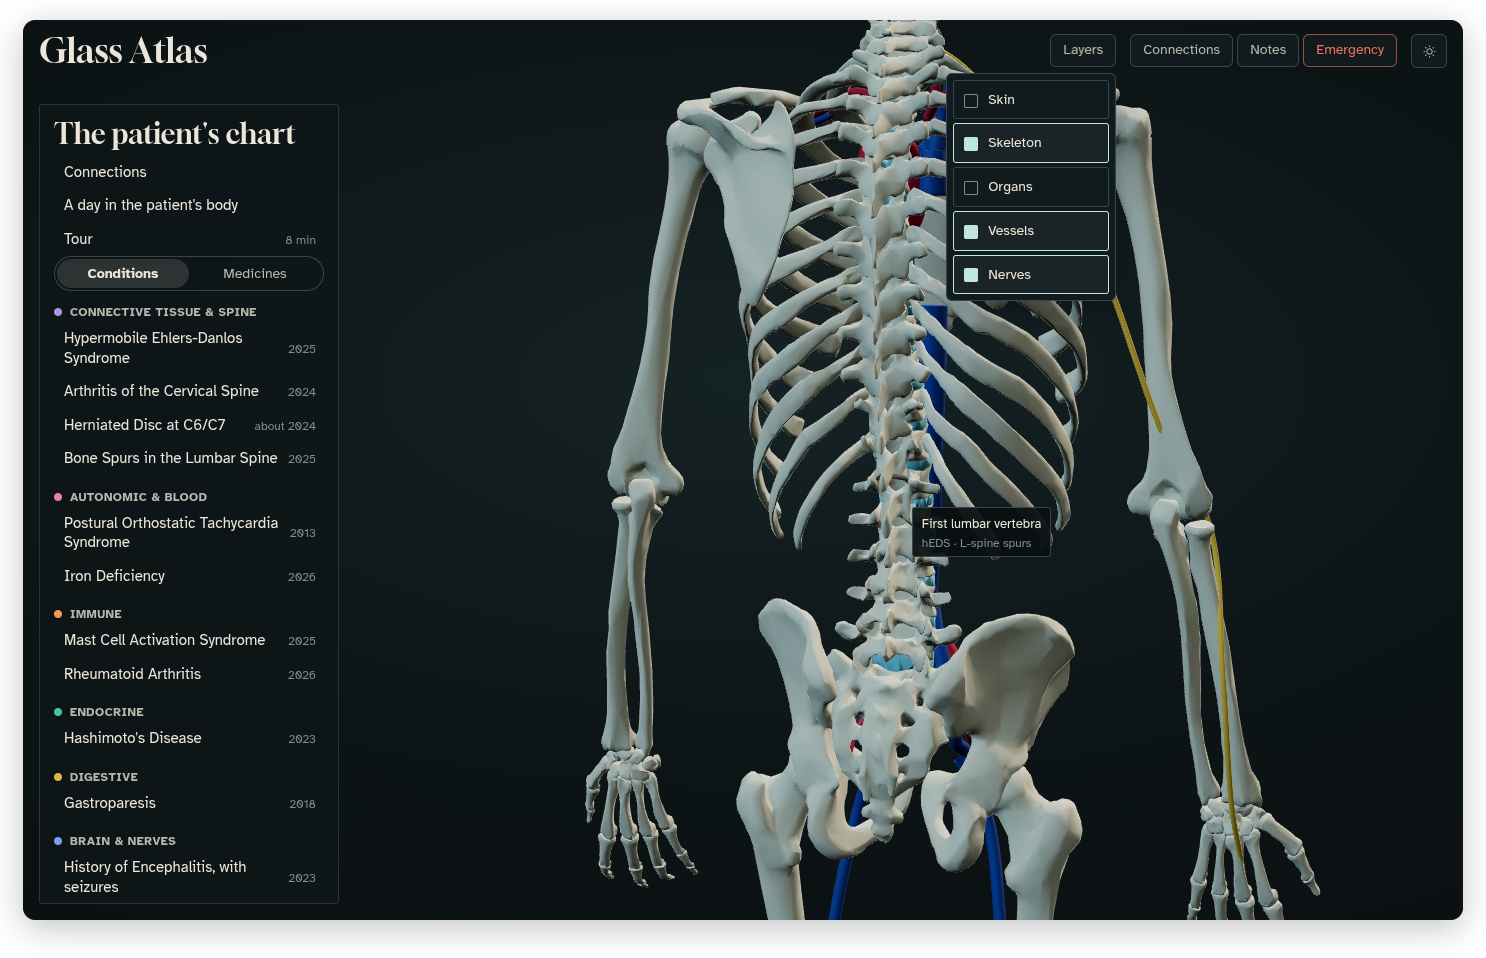 Glass Atlas
Layers
Connections
Notes
Emergency
Skin
Skeleton
Organs
Vessels
Nerves
The patient's chart
Connections
A day in the patient's body
Tour 8 min
Conditions Medicines
CONNECTIVE TISSUE & SPINE
Hypermobile Ehlers-Danlos
Syndrome 2025
Arthritis of the Cervical Spine 2024
Herniated Disc at C6/C7 about 2024
Bone Spurs in the Lumbar Spine 2025
AUTONOMIC & BLOOD
Postural Orthostatic Tachycardia
Syndrome 2013
Iron Deficiency 2026
IMMUNE
Mast Cell Activation Syndrome 2025
Rheumatoid Arthritis 2026
ENDOCRINE
Hashimoto's Disease 2023
DIGESTIVE
Gastroparesis 2018
BRAIN & NERVES
History of Encephalitis, with
seizures 2023
First lumbar vertebra
hEDS · L-spine spurs